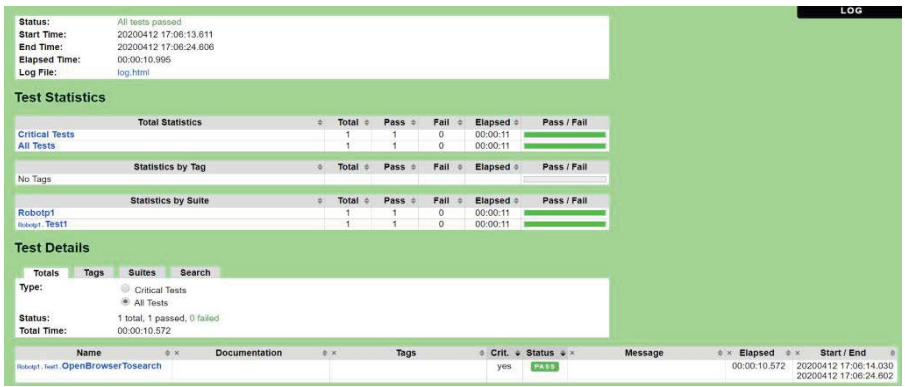 LOG
Status: All tests passed
Start Time: 20200412 17:06:13.611
End Time: 20200412 17:06:24.606
Elapsed Time: 00:00:10.995
Log File: log.html
Test Statistics
Total Statistics Total Pass Fail Elapsed Pass / Fail
Critical Tests 1 1 0 00:00:11
All Tests 1 1 0 00:00:11
Statistics by Tag Total Pass Fail Elapsed Pass / Fail
No Tags
Statistics by Suite Total Pass Fail Elapsed Pass / Fail
Robotp1 1 1 0 00:00:11
Robotp1.Test1 1 1 0 00:00:11
Test Details
Totals Tags Suites Search
Type: Critical Tests
All Tests
Status: 1 total, 1 passed, 0 failed
Total Time: 00:00:10.572
Name × Documentation × Tags Crit. Status × Message × Elapsed × Start / End
Robotp1.Test1.OpenBrowserTosearch yes PASS 00:00:10.572 20200412 17:06:14.030
20200412 17:06:24.602